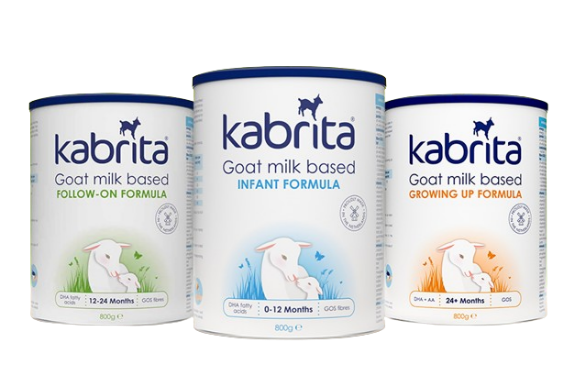 kabrita®
Goat milk based
FOLLOW-ON FORMULA
DHA fatty
acids
12-24 Months
GOS fibres
800g ℮
kabrita®
Goat milk based
INFANT FORMULA
DHA fatty
acids
0-12 Months
GOS fibres
800g ℮
kabrita®
Goat milk based
GROWING UP FORMULA
DHA + AA
24+ Months
GOS
800g ℮